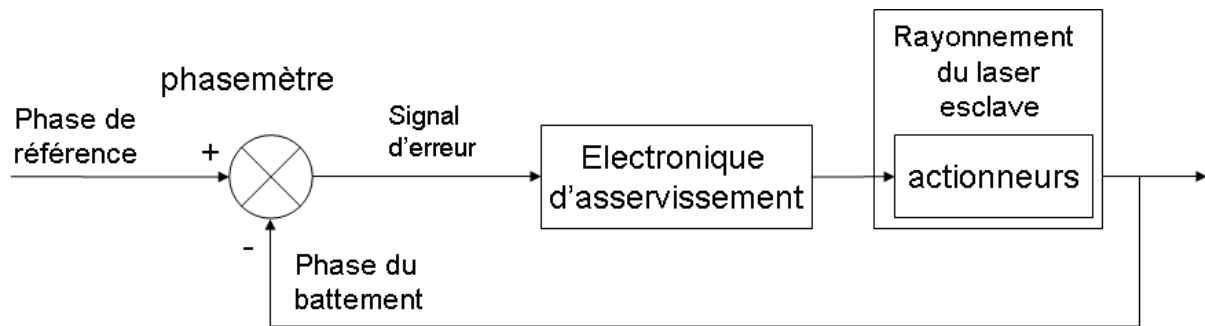 Rayonnement
du laser
esclave
phasemètre
Phase de
référence
+
Signal
d'erreur
Electronique
d'asservissement
actionneurs
-
Phase du
battement